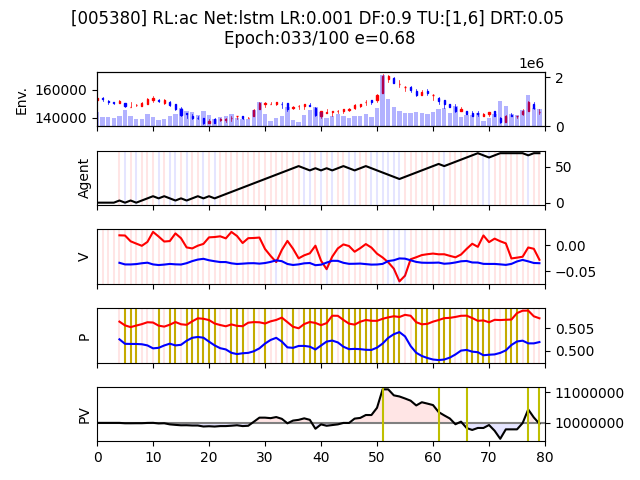 [005380] RL:ac Net:lstm LR:0.001 DF:0.9 TU:[1,6] DRT:0.05
Epoch:033/100 e=0.68
1e6
Env.
160000
140000
2
0
Agent
50
0
V
0.00
−0.05
P
0.505
0.500
PV
11000000
10000000
0 10 20 30 40 50 60 70 80